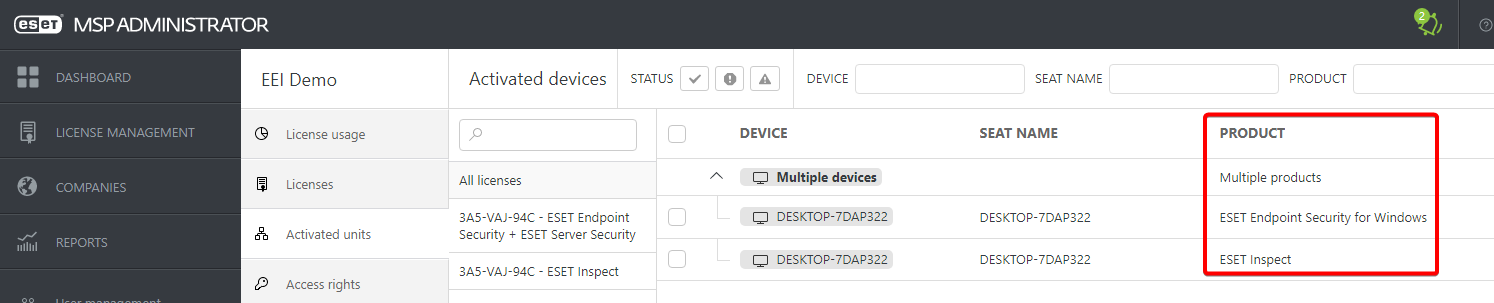 eset MSP ADMINISTRATOR
2
DASHBOARD
LICENSE MANAGEMENT
COMPANIES
REPORTS
User management
EEI Demo
License usage
Licenses
Activated units
Access rights
Activated devices
STATUS
DEVICE
SEAT NAME
PRODUCT
All licenses
3A5-VAJ-94C - ESET Endpoint
Security + ESET Server Security
3A5-VAJ-94C - ESET Inspect
DEVICE SEAT NAME PRODUCT
Multiple devices Multiple products
DESKTOP-7DAP322 DESKTOP-7DAP322 ESET Endpoint Security for Windows
DESKTOP-7DAP322 DESKTOP-7DAP322 ESET Inspect